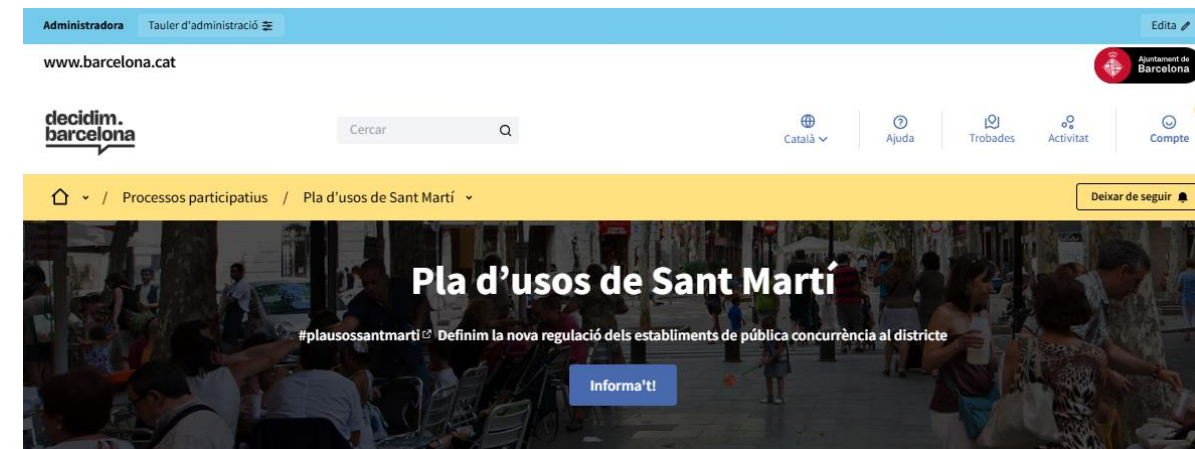 Administradora Tauler d'administració Edita
www.barcelona.cat
Ajuntament de
Barcelona
decidim.
barcelona
Cercar
Català Ajuda Trobades Activitat Compte
/ Processos participatius / Pla d'usos de Sant Martí
Deixar de seguir
Pla d’usos de Sant Martí
#plausossantmarti Definim la nova regulació dels establiments de pública concurrència al districte
Informa't!